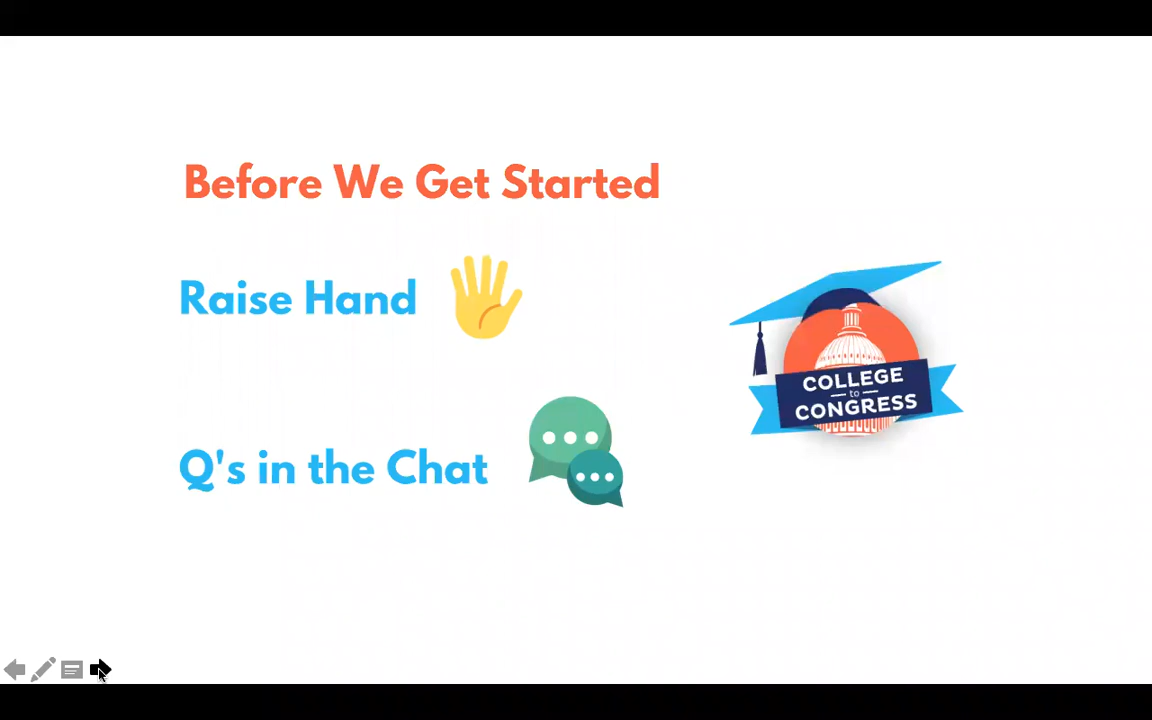 Before We Get Started
Raise Hand
Q's in the Chat
COLLEGE
to
CONGRESS